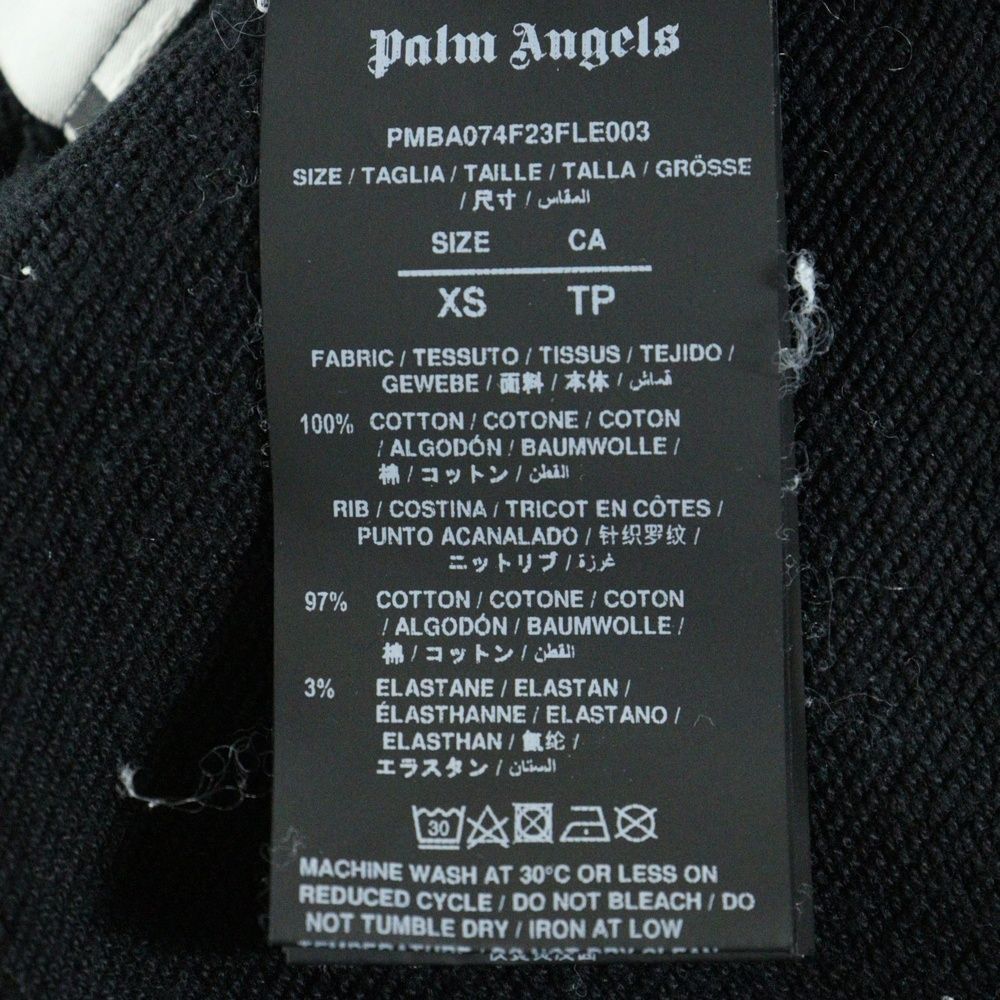 Palm Angels
PMBA074F23FLE003
SIZE / TAGLIA / TAILLE / TALLA / GRÖSSE
/ 尺寸 / المقاس
SIZE CA
XS TP
FABRIC / TESSUTO / TISSUS / TEJIDO /
GEWEBE / 面料 / 本体 / قماش
100% COTTON / COTONE / COTON
/ ALGODÓN / BAUMWOLLE /
棉 / コットン / القطن
RIB / COSTINA / TRICOT EN CÔTES /
PUNTO ACANALADO / 针织罗纹 /
ニットリブ / غرزة
97% COTTON / COTONE / COTON
/ ALGODÓN / BAUMWOLLE /
棉 / コットン / القطن
3% ELASTANE / ELASTAN /
ÉLASTHANNE / ELASTANO /
ELASTHAN / 氨纶 /
エラスタン / الستان
30
MACHINE WASH AT 30°C OR LESS ON
REDUCED CYCLE / DO NOT BLEACH / DO
NOT TUMBLE DRY / IRON AT LOW